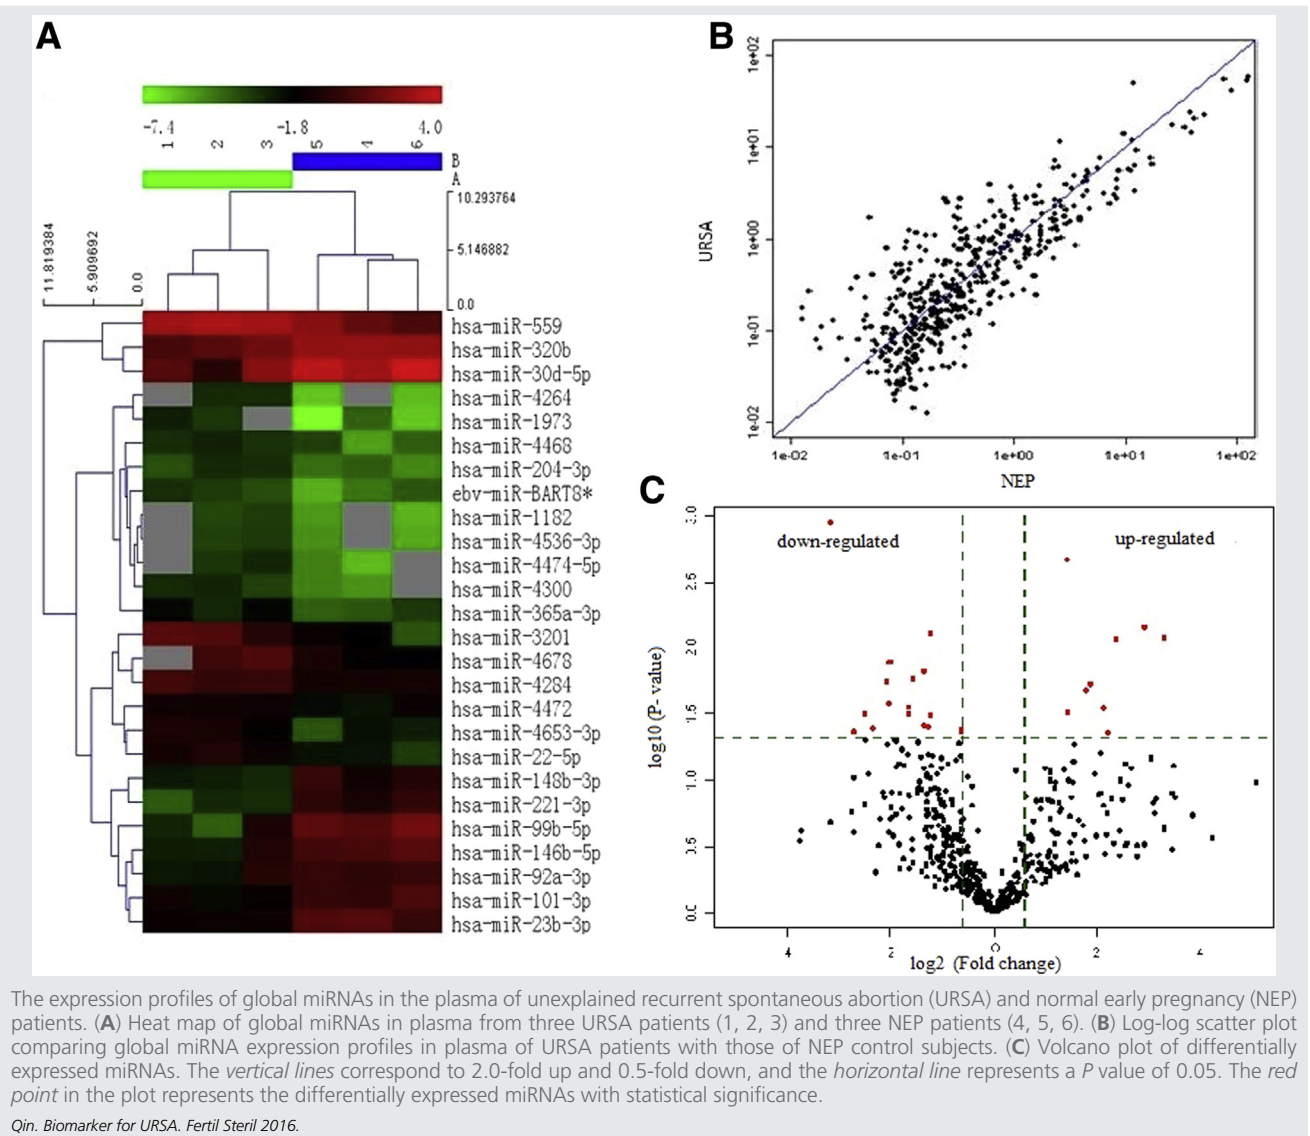 A
-7.4 -1.8 4.0
1 2 3 5 4 6
B
A
10.293764
5.146882
0.0
11.819384
5.909692
0.0
hsa-miR-559
hsa-miR-320b
hsa-miR-30d-5p
hsa-miR-4264
hsa-miR-1973
hsa-miR-4468
hsa-miR-204-3p
ebv-miR-BART8*
hsa-miR-1182
hsa-miR-4536-3p
hsa-miR-4474-5p
hsa-miR-4300
hsa-miR-365a-3p
hsa-miR-3201
hsa-miR-4678
hsa-miR-4284
hsa-miR-4472
hsa-miR-4653-3p
hsa-miR-22-5p
hsa-miR-148b-3p
hsa-miR-221-3p
hsa-miR-99b-5p
hsa-miR-146b-5p
hsa-miR-92a-3p
hsa-miR-101-3p
hsa-miR-23b-3p
B
1e+02
1e+01
1e+00
1e-01
1e-02
URSA
1e-02 1e-01 1e+00 1e+01 1e+02
NEP
C
3.0
2.5
2.0
1.5
1.0
0.5
0.0
log10 (P- value)
down-regulated up-regulated
4 2 0 2 4
log2 (Fold change)
The expression profiles of global miRNAs in the plasma of unexplained recurrent spontaneous abortion (URSA) and normal early pregnancy (NEP)
patients. (A) Heat map of global miRNAs in plasma from three URSA patients (1, 2, 3) and three NEP patients (4, 5, 6). (B) Log-log scatter plot
comparing global miRNA expression profiles in plasma of URSA patients with those of NEP control subjects. (C) Volcano plot of differentially
expressed miRNAs. The vertical lines correspond to 2.0-fold up and 0.5-fold down, and the horizontal line represents a P value of 0.05. The red
point in the plot represents the differentially expressed miRNAs with statistical significance.
Qin. Biomarker for URSA. Fertil Steril 2016.